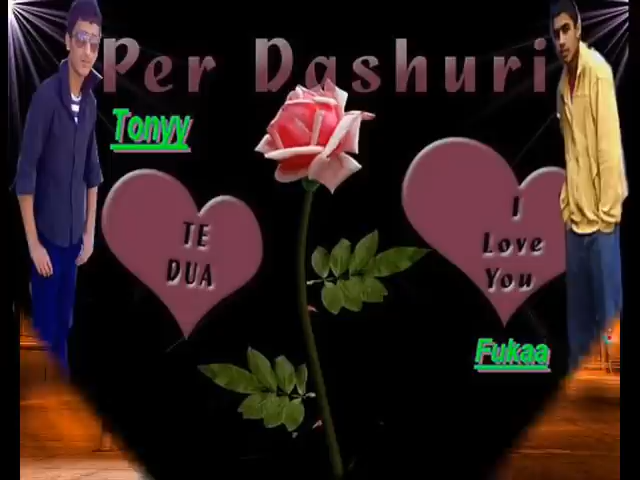 Per Dashuri
Tonyy
TE
DUA
I
Love
You
Fukaa